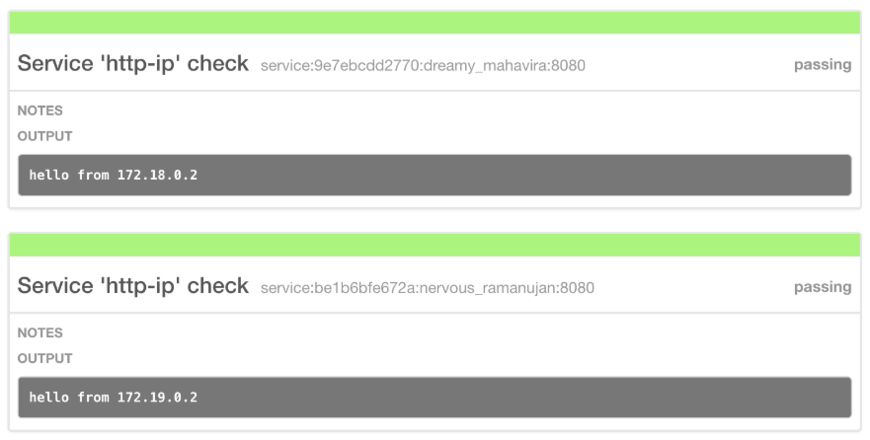 Service 'http-ip' check service:9e7ebcdd2770:dreamy_mahavira:8080 passing
NOTES
OUTPUT
hello from 172.18.0.2
Service 'http-ip' check service:be1b6bfe672a:nervous_ramanujan:8080 passing
NOTES
OUTPUT
hello from 172.19.0.2